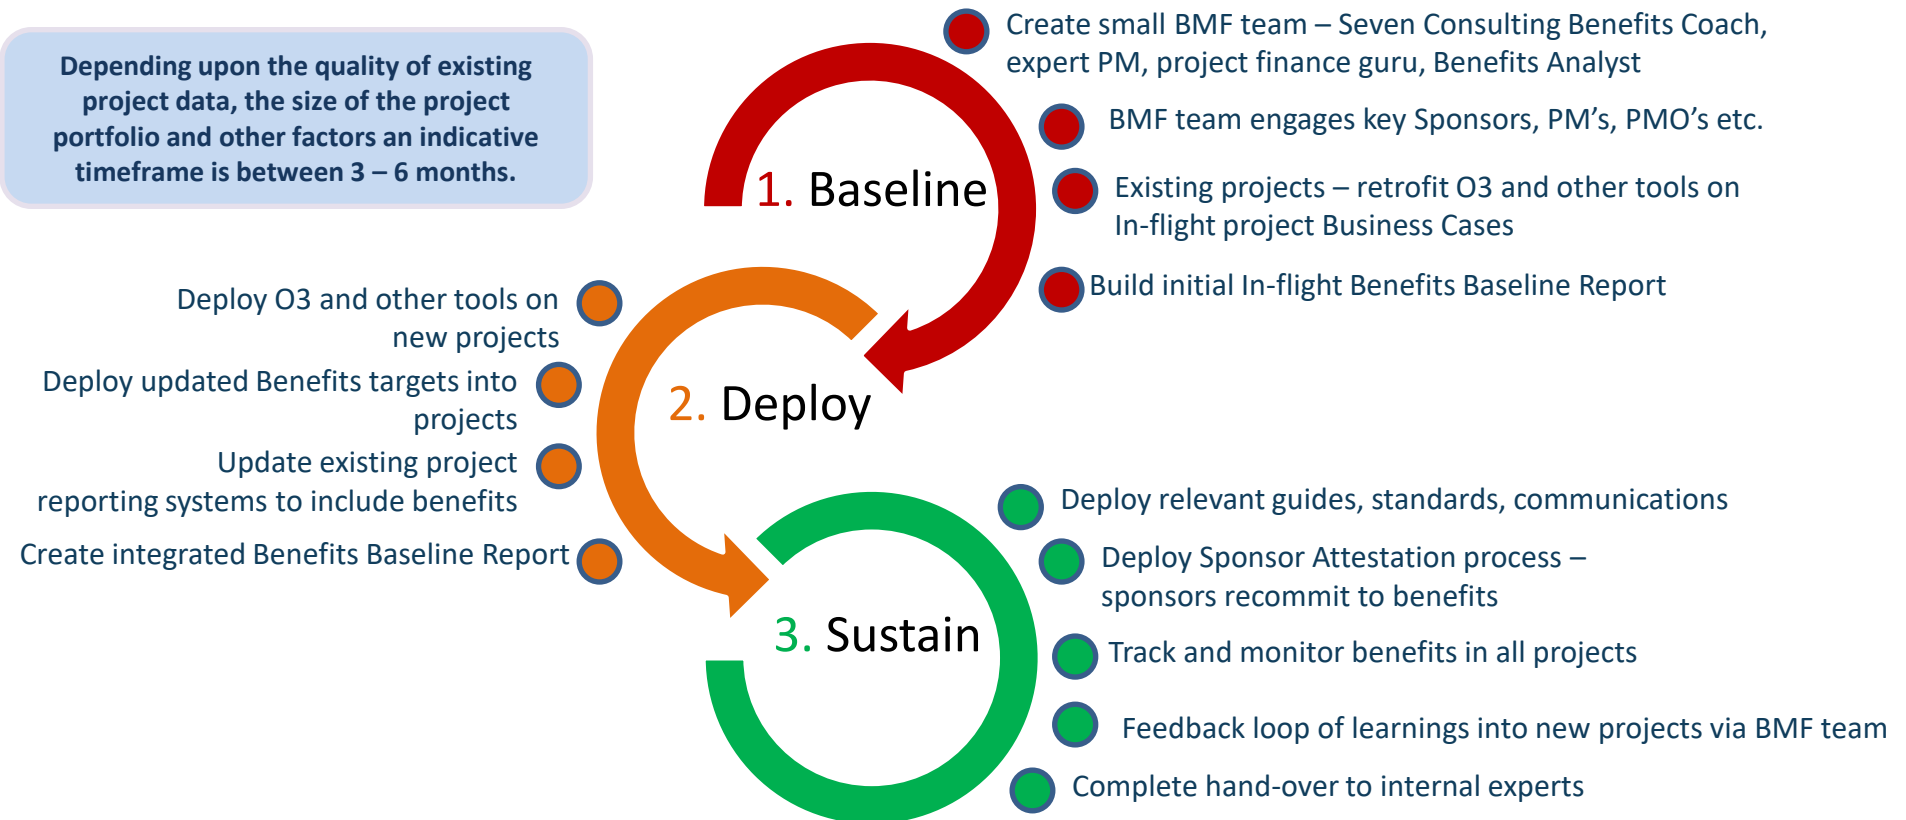 Depending upon the quality of existing
project data, the size of the project
portfolio and other factors an indicative
timeframe is between 3 – 6 months.
1. Baseline
Create small BMF team – Seven Consulting Benefits Coach,
expert PM, project finance guru, Benefits Analyst
BMF team engages key Sponsors, PM’s, PMO’s etc.
Existing projects – retrofit O3 and other tools on
In-flight project Business Cases
Build initial In-flight Benefits Baseline Report
2. Deploy
Deploy O3 and other tools on
new projects
Deploy updated Benefits targets into
projects
Update existing project
reporting systems to include benefits
Create integrated Benefits Baseline Report
3. Sustain
Deploy relevant guides, standards, communications
Deploy Sponsor Attestation process –
sponsors recommit to benefits
Track and monitor benefits in all projects
Feedback loop of learnings into new projects via BMF team
Complete hand-over to internal experts